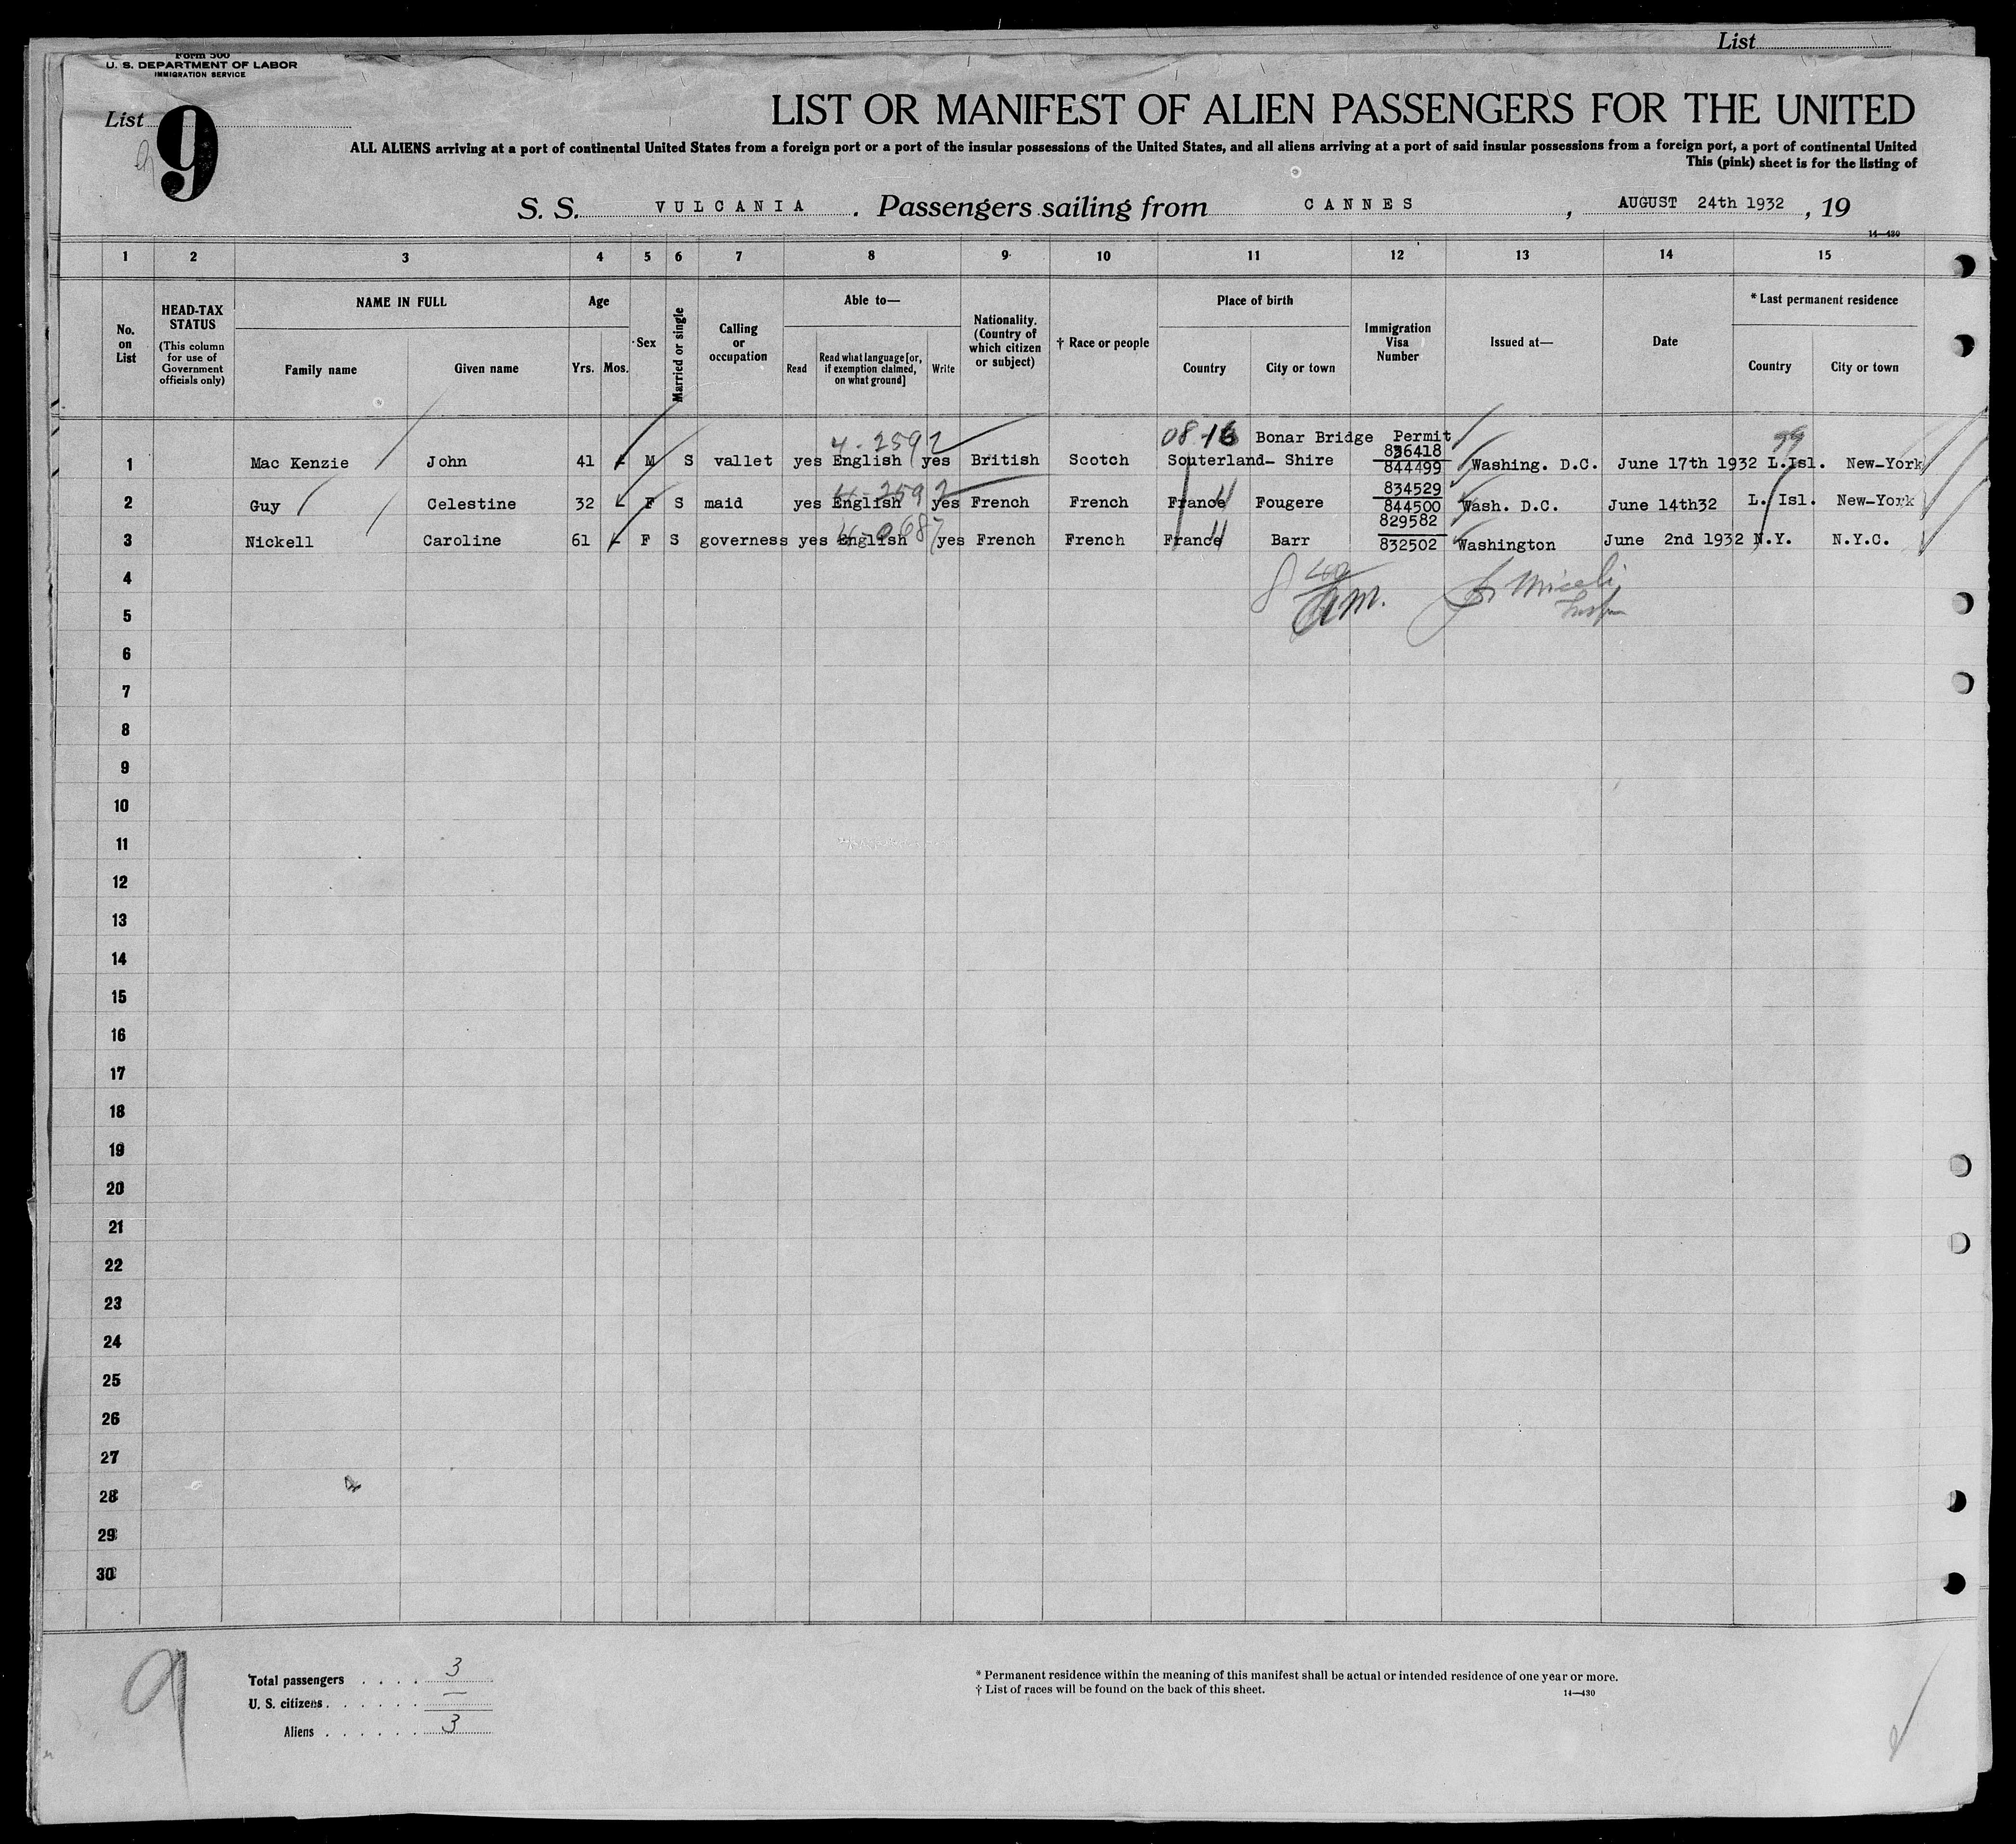 List
Form 500
U. S. DEPARTMENT OF LABOR
IMMIGRATION SERVICE
List 9
LIST OR MANIFEST OF ALIEN PASSENGERS FOR THE UNITED
ALL ALIENS arriving at a port of continental United States from a foreign port or a port of the insular possessions of the United States, and all aliens arriving at a port of said insular possessions from a foreign port, a port of continental United
This (pink) sheet is for the listing of
S. S. VULCANIA . Passengers sailing from CANNES , AUGUST 24th 1932 , 19
14—430
1 2 3 4 5 6 7 8 9 10 11 12 13 14 15
No. on List
HEAD-TAX STATUS
(This column for use of Government officials only)
NAME IN FULL
Family name Given name
Age
Yrs. Mos.
Sex
Married or single
Calling or occupation
Able to—
Read Read what language [or, if exemption claimed, on what ground] Write
Nationality. (Country of which citizen or subject)
† Race or people
Place of birth
Country City or town
Immigration Visa Number
Issued at—
Date
* Last permanent residence
Country City or town
4-2592 08-16 Bonar Bridge Permit 99
836418
1 Mac Kenzie John 41 M S vallet yes English yes British Scotch Souterland- Shire 844499 Washing. D.C. June 17th 1932 L.Isl. New-York
4-2592 834529
2 Guy Celestine 32 F S maid yes English yes French French France Fougere 844500 Wash. D.C. June 14th32 L. Isl. New-York
829582
3 Nickell Caroline 61 F S governess yes English yes French French France Barr 832502 Washington June 2nd 1932 N.Y. N.Y.C.
4
5
6
7
8
9
10
11
12
13
14
15
16
17
18
19
20
21
22
23
24
25
26
27
28
29
30
9
Total passengers . . . . 3
U. S. citizens . . . . . . —
Aliens . . . . . . 3
* Permanent residence within the meaning of this manifest shall be actual or intended residence of one year or more.
† List of races will be found on the back of this sheet.
14—430